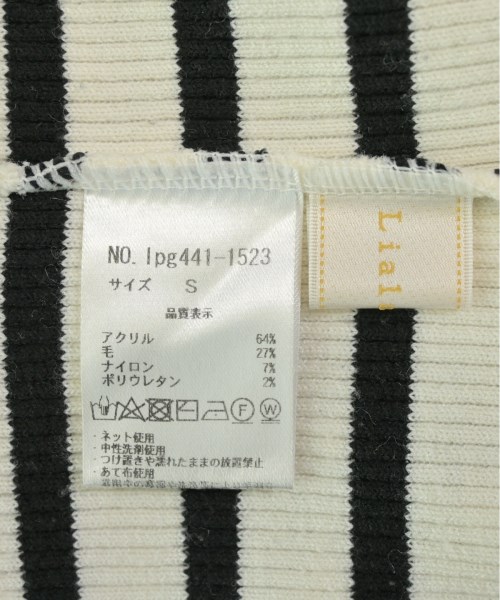 NO. lpg441-1523
サイズ S
品質表示
アクリル 64%
毛 27%
ナイロン 7%
ポリウレタン 2%
F W
・ネット使用
・中性洗剤使用
・つけ置きや濡れたままの放置禁止
・あて布使用
Lial